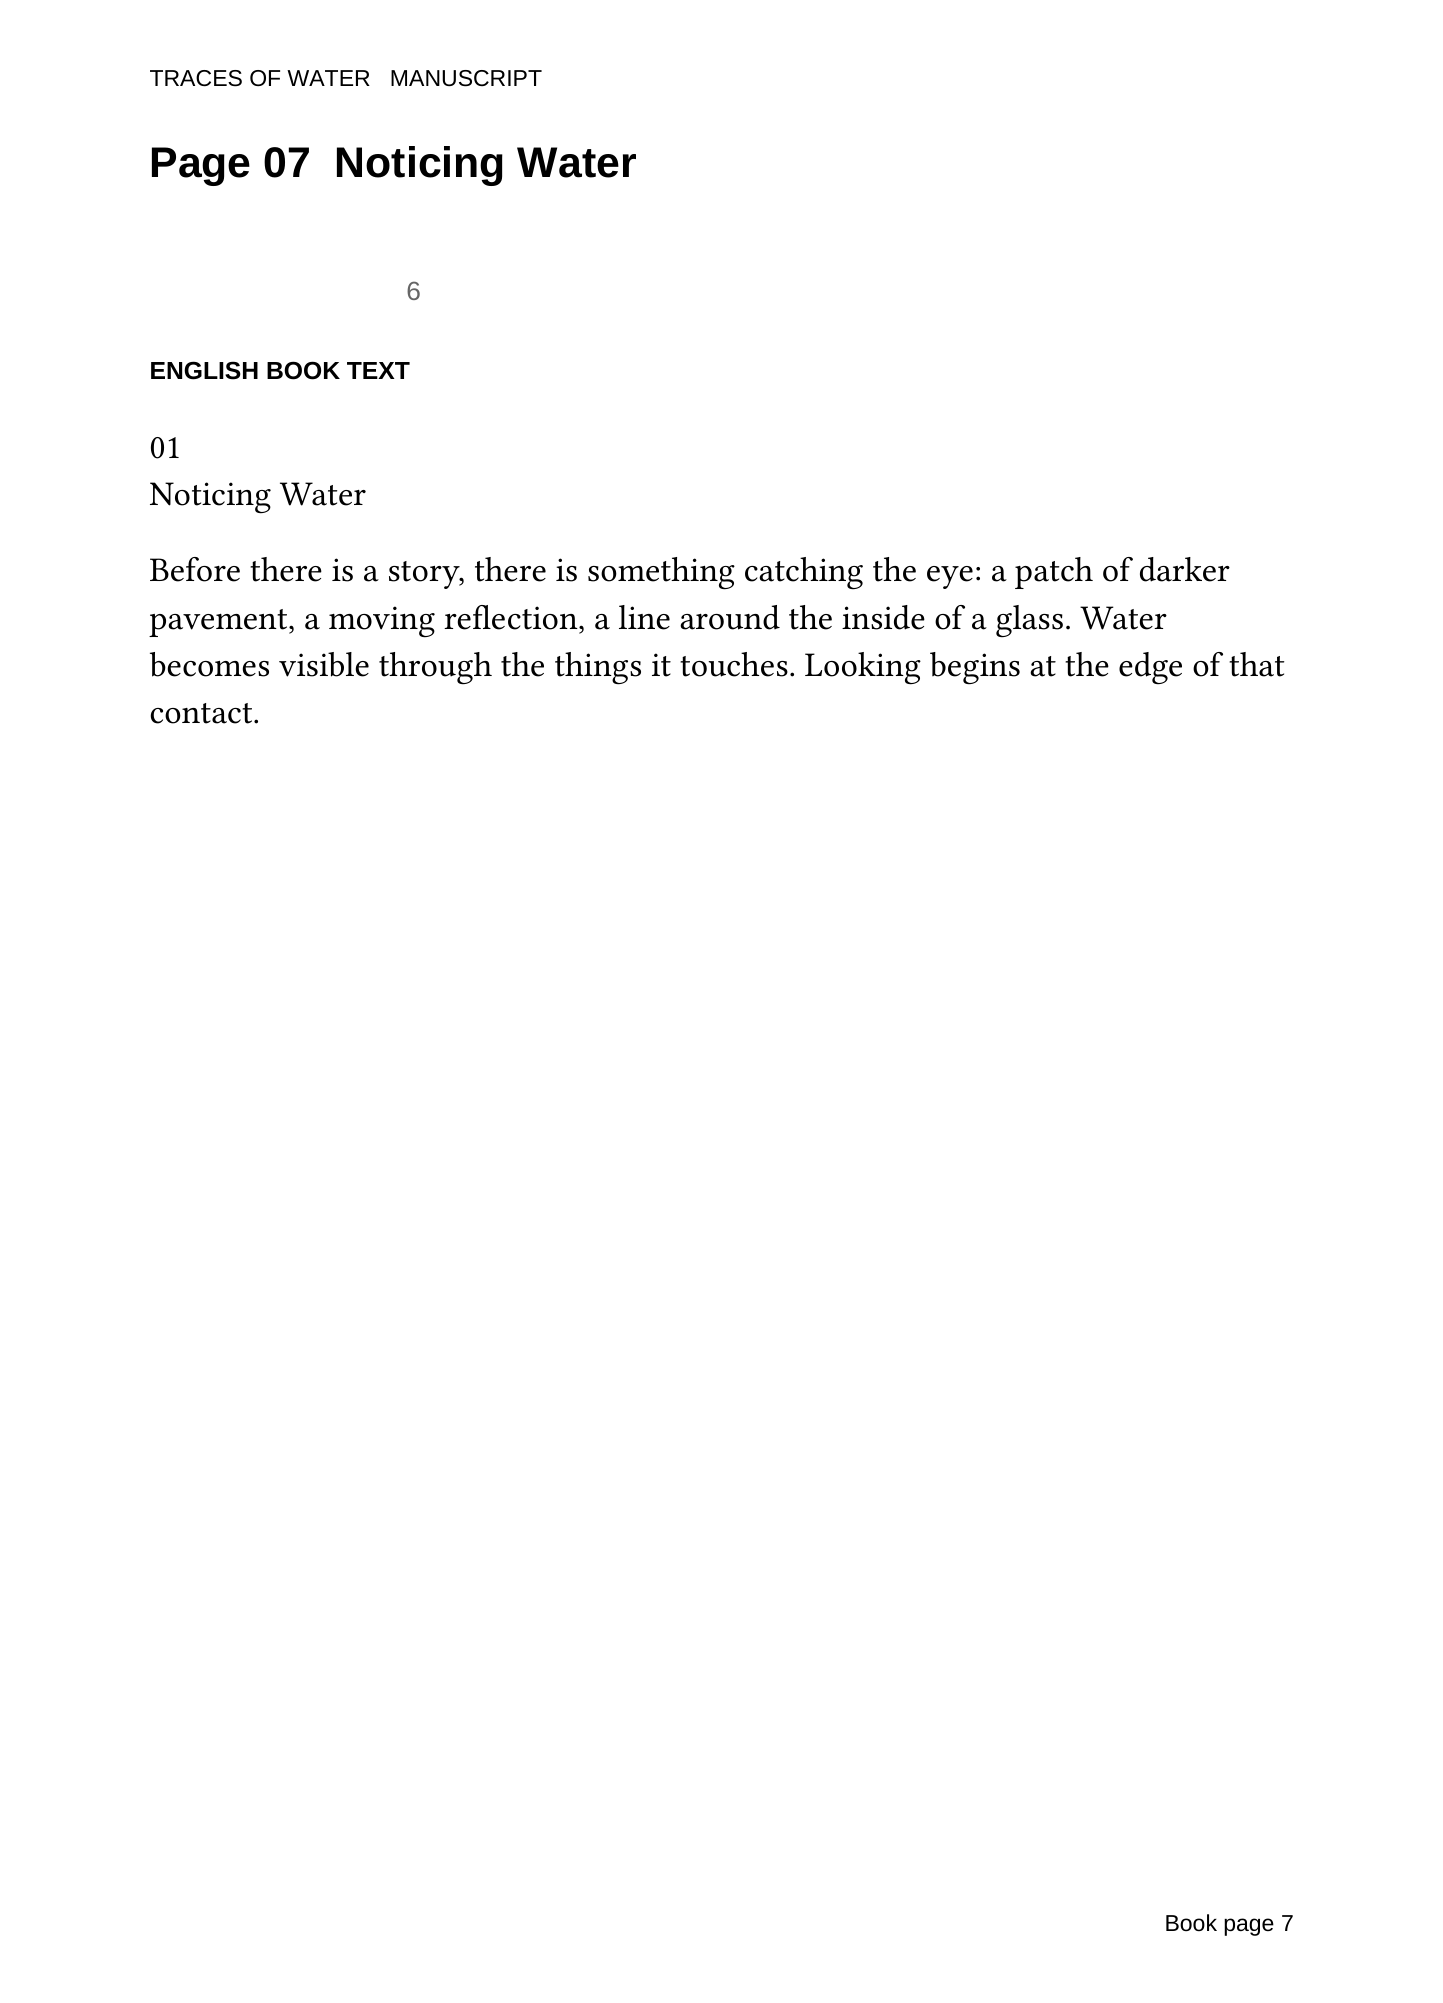 TRACES OF WATER   MANUSCRIPT
Page 07  Noticing Water
6
ENGLISH BOOK TEXT
01
Noticing Water
Before there is a story, there is something catching the eye: a patch of darker
pavement, a moving reflection, a line around the inside of a glass. Water
becomes visible through the things it touches. Looking begins at the edge of that
contact.
Book page 7